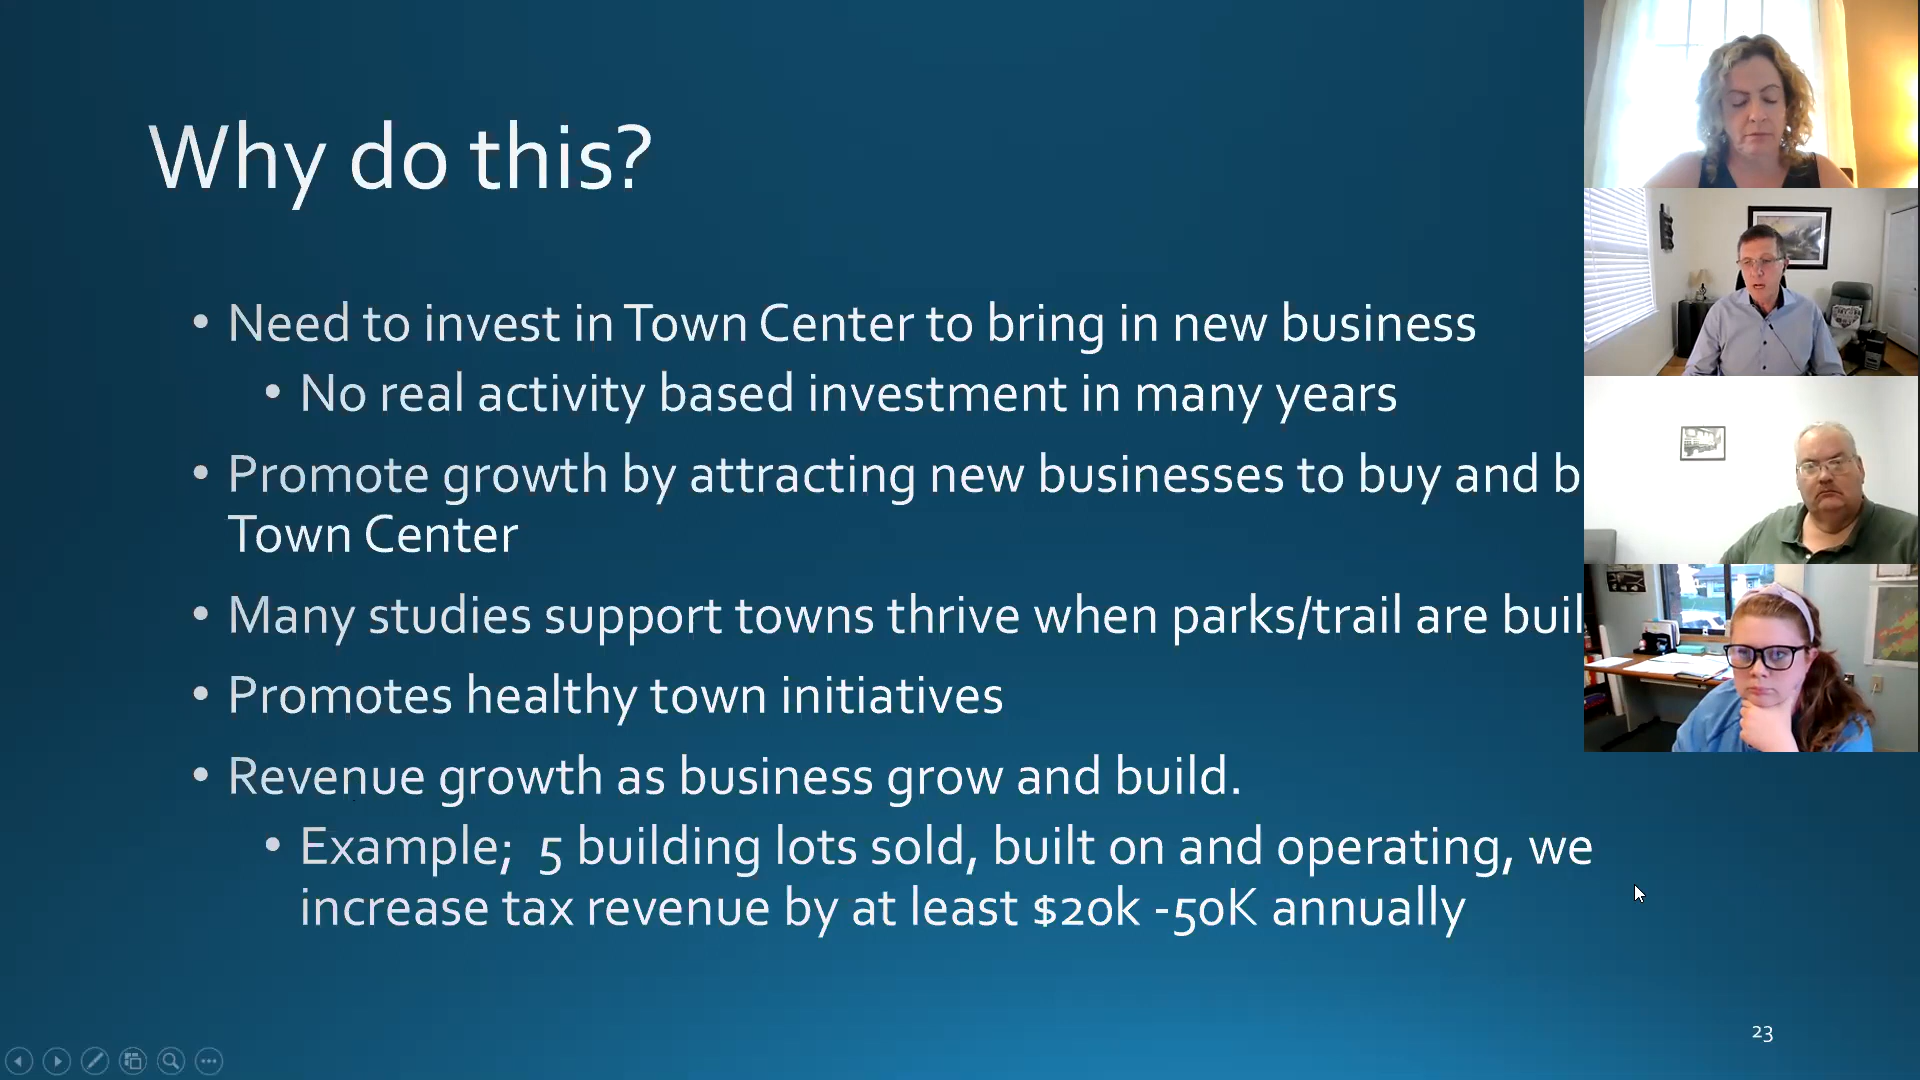 Why do this?
• Need to invest in Town Center to bring in new business
• No real activity based investment in many years
• Promote growth by attracting new businesses to buy and
Town Center
• Many studies support towns thrive when parks/trail are
• Promotes healthy town initiatives
• Revenue growth as business grow and build.
• Example; 5 building lots sold, built on and operating, we
increase tax revenue by at least $20k -50K annually
23